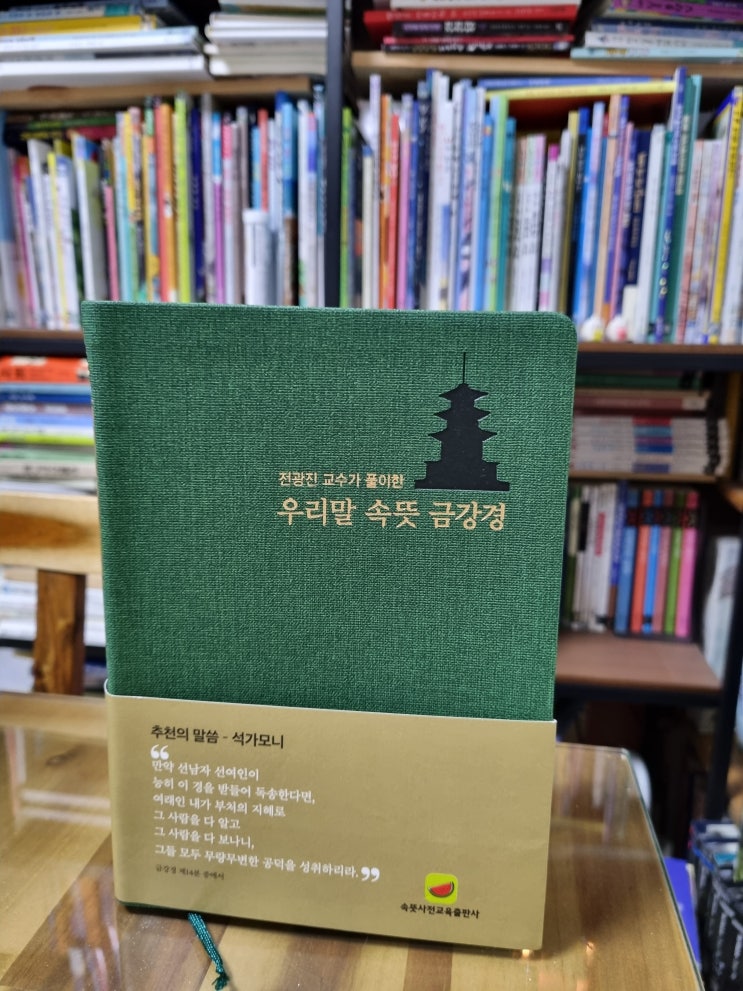 전광진 교수가 풀이한
우리말 속뜻 금강경
추천의 말씀 - 석가모니
“만약 선남자 선여인이
능히 이 경을 받들어 독송한다면,
여래인 내가 부처의 지혜로
그 사람을 다 알고
그 사람을 다 보나니,
그들 모두 무량무변한 공덕을 성취하리라.”
금강경 제14분 중에서
속뜻사전교육출판사